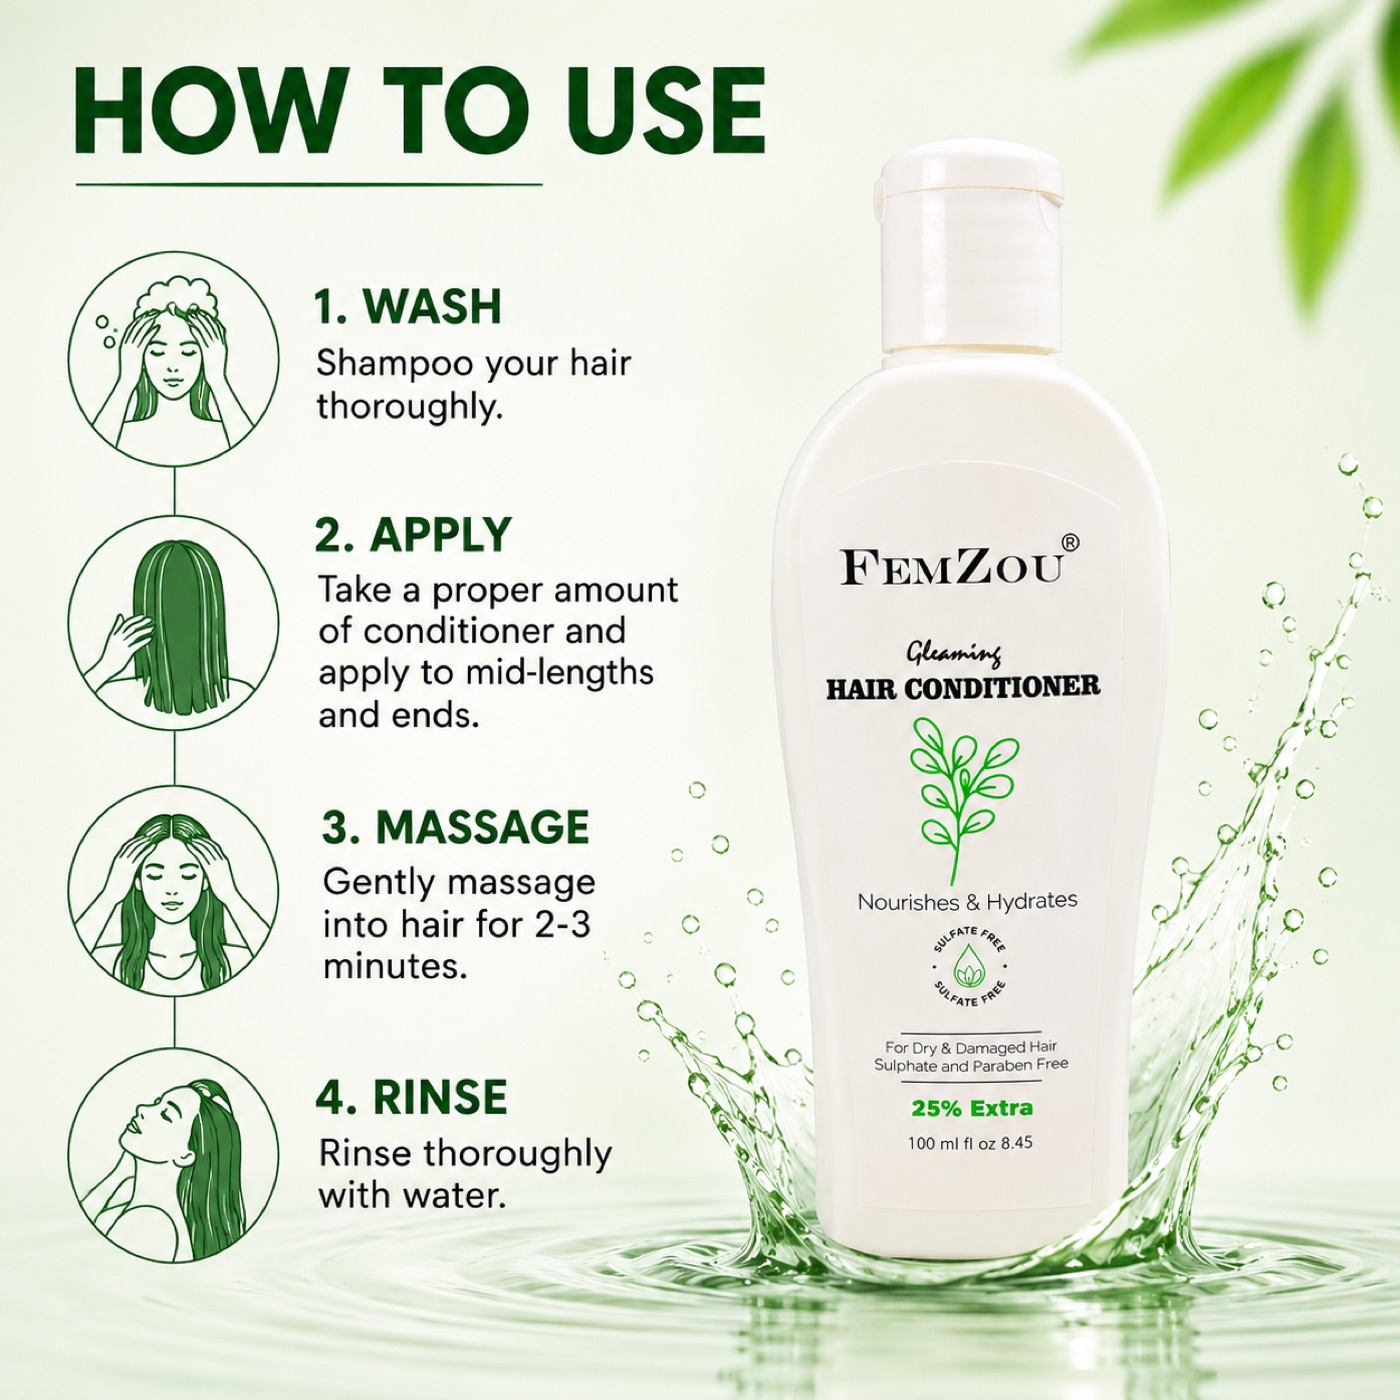 HOW TO USE
1. WASH
Shampoo your hair
thoroughly.
2. APPLY
Take a proper amount
of conditioner and
apply to mid-lengths
and ends.
3. MASSAGE
Gently massage
into hair for 2-3
minutes.
4. RINSE
Rinse thoroughly
with water.
FEMZOU®
Gleaming
HAIR CONDITIONER
Nourishes & Hydrates
SULFATE FREE
SULFATE FREE
For Dry & Damaged Hair
Sulphate and Paraben Free
25% Extra
100 ml fl oz 8.45